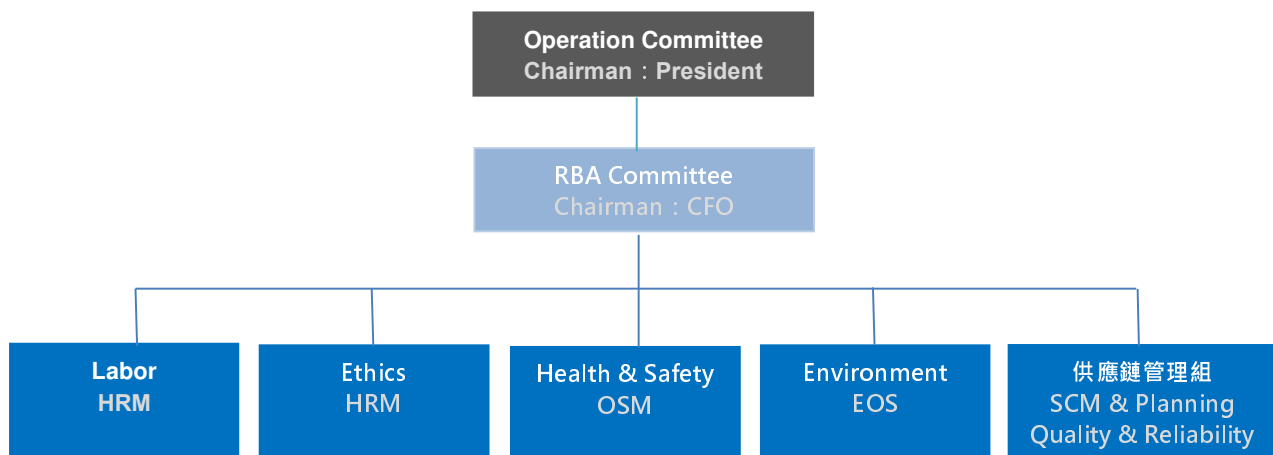 Operation Committee
Chairman：President
RBA Committee
Chairman：CFO
Labor
HRM
Ethics
HRM
Health & Safety
OSM
Environment
EOS
供應鏈管理組
SCM & Planning
Quality & Reliability